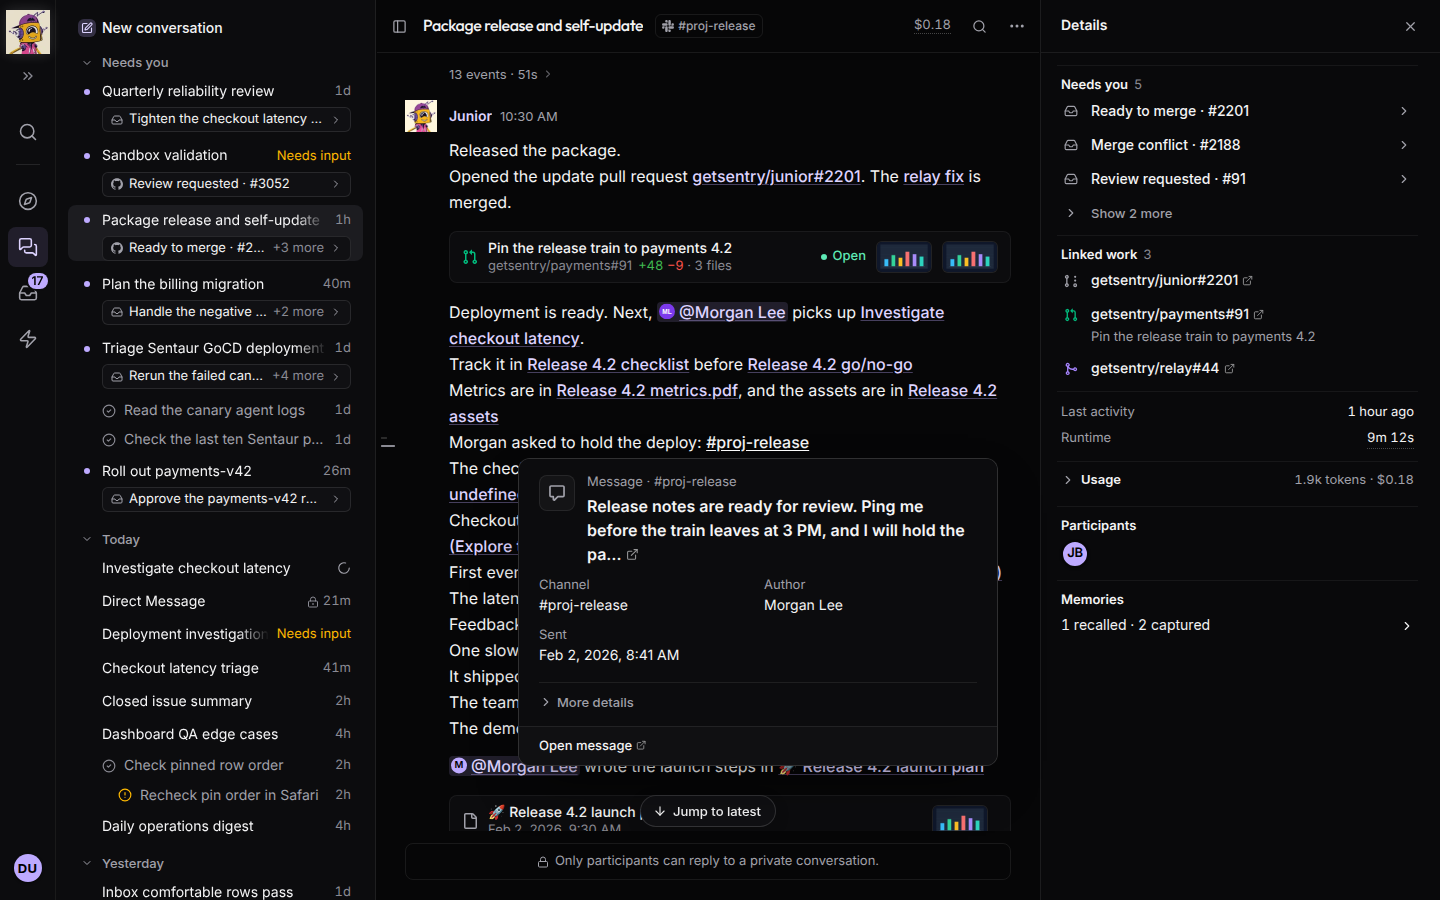 New conversation
Needs you
Quarterly reliability review 1d
Tighten the checkout latency ...
Sandbox validation Needs input
Review requested · #3052
Package release and self-update 1h
Ready to merge · #2... +3 more
17
Plan the billing migration 40m
Handle the negative ... +2 more
Triage Sentaur GoCD deployment 1d
Rerun the failed can... +4 more
Read the canary agent logs 1d
Check the last ten Sentaur p... 1d
Roll out payments-v42 26m
Approve the payments-v42 r...
Today
Investigate checkout latency
Direct Message 21m
Deployment investigation Needs input
Checkout latency triage 41m
Closed issue summary 2h
Dashboard QA edge cases 4h
Check pinned row order 2h
Recheck pin order in Safari 2h
Daily operations digest 4h
Yesterday
Inbox comfortable rows pass 1d
DU
Package release and self-update #proj-release $0.18
13 events · 51s
Junior 10:30 AM
Released the package.
Opened the update pull request getsentry/junior#2201. The relay fix is
merged.
Pin the release train to payments 4.2
getsentry/payments#91 +48 −9 · 3 files
Open
Deployment is ready. Next, ML @Morgan Lee picks up Investigate
checkout latency.
Track it in Release 4.2 checklist before Release 4.2 go/no-go
Metrics are in Release 4.2 metrics.pdf, and the assets are in Release 4.2
assets
Morgan asked to hold the deploy: #proj-release
The chec
undefine
Checkout
(Explore
First ever
)
The laten
Feedback
One slow
It shipped
The team
The demo
Message · #proj-release
Release notes are ready for review. Ping me
before the train leaves at 3 PM, and I will hold the
pa...
Channel
#proj-release
Author
Morgan Lee
Sent
Feb 2, 2026, 8:41 AM
More details
Open message
M @Morgan Lee wrote the launch steps in 🚀 Release 4.2 launch plan
🚀 Release 4.2 launch
Feb 2, 2026, 9:30 AM
Jump to latest
Only participants can reply to a private conversation.
Details
Needs you 5
Ready to merge · #2201
Merge conflict · #2188
Review requested · #91
Show 2 more
Linked work 3
getsentry/junior#2201
getsentry/payments#91
Pin the release train to payments 4.2
getsentry/relay#44
Last activity 1 hour ago
Runtime 9m 12s
Usage 1.9k tokens · $0.18
Participants
JB
Memories
1 recalled · 2 captured